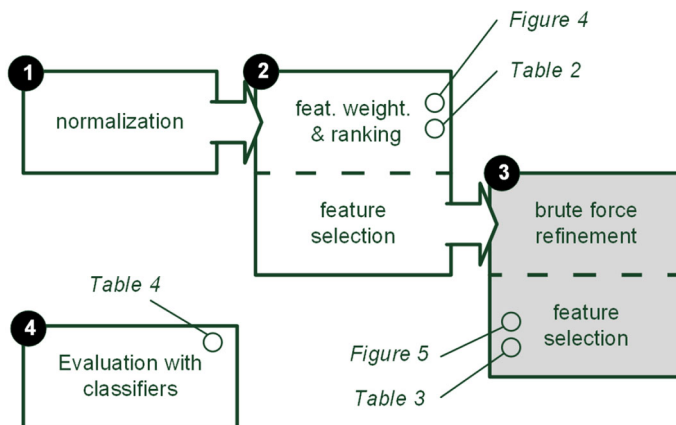 Figure 4
Table 2
1
2
normalization
feat. weight.
& ranking
3
feature
selection
brute force
refinement
Table 4
4
Evaluation with
classifiers
feature
selection
Figure 5
Table 3